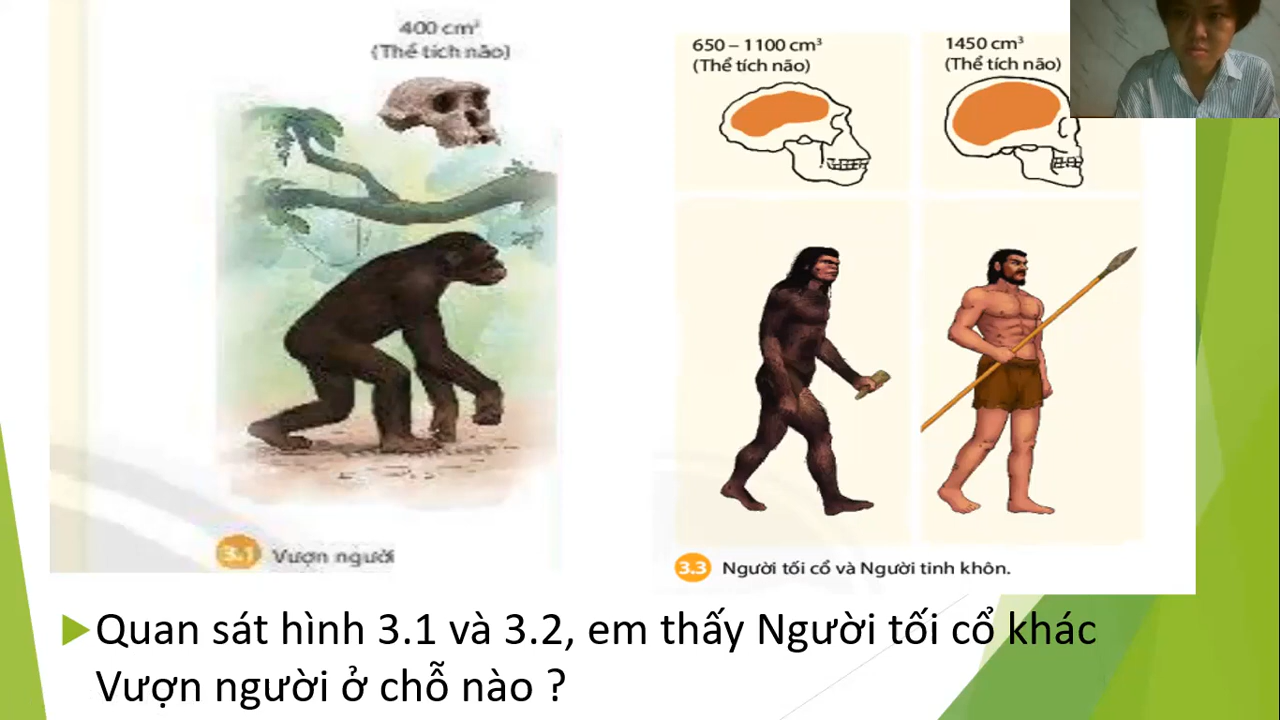 400 cm³
(Thể tích não)
650 – 1100 cm³
(Thể tích não)
1450 cm³
(Thể tích não)
3.1 Vượn người
3.3 Người tối cổ và Người tinh khôn.
Quan sát hình 3.1 và 3.2, em thấy Người tối cổ khác
Vượn người ở chỗ nào ?